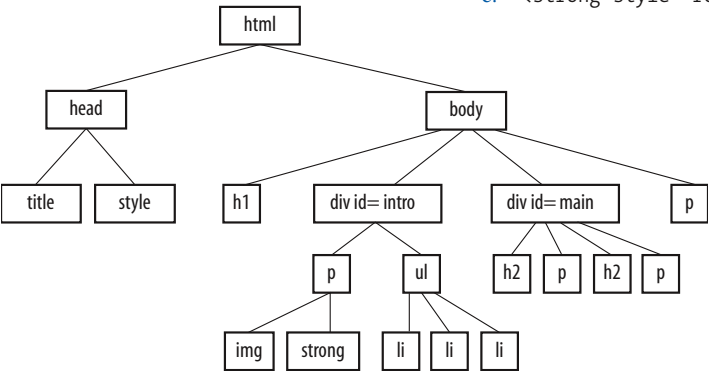 html
head body
title style h1 div id= intro div id= main p
p ul h2 p h2 p
img strong li li li